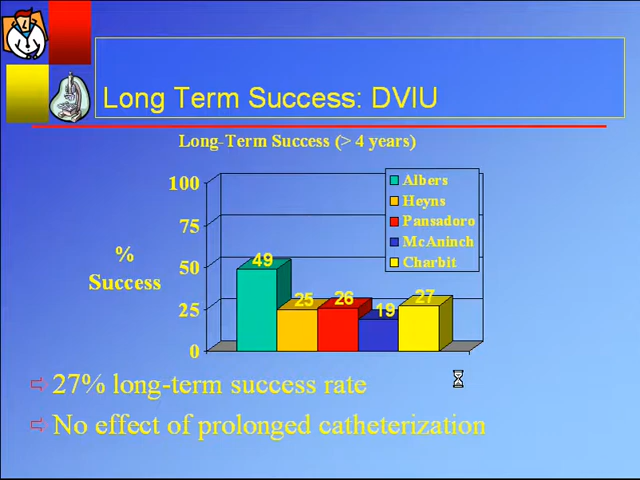 Long Term Success: DVIU
Long-Term Success (> 4 years)
100
75
50
25
0
%
Success
Albers
Heyns
Pansadoro
McAninch
Charbit
49
25
26
19
27
27% long-term success rate
No effect of prolonged catheterization